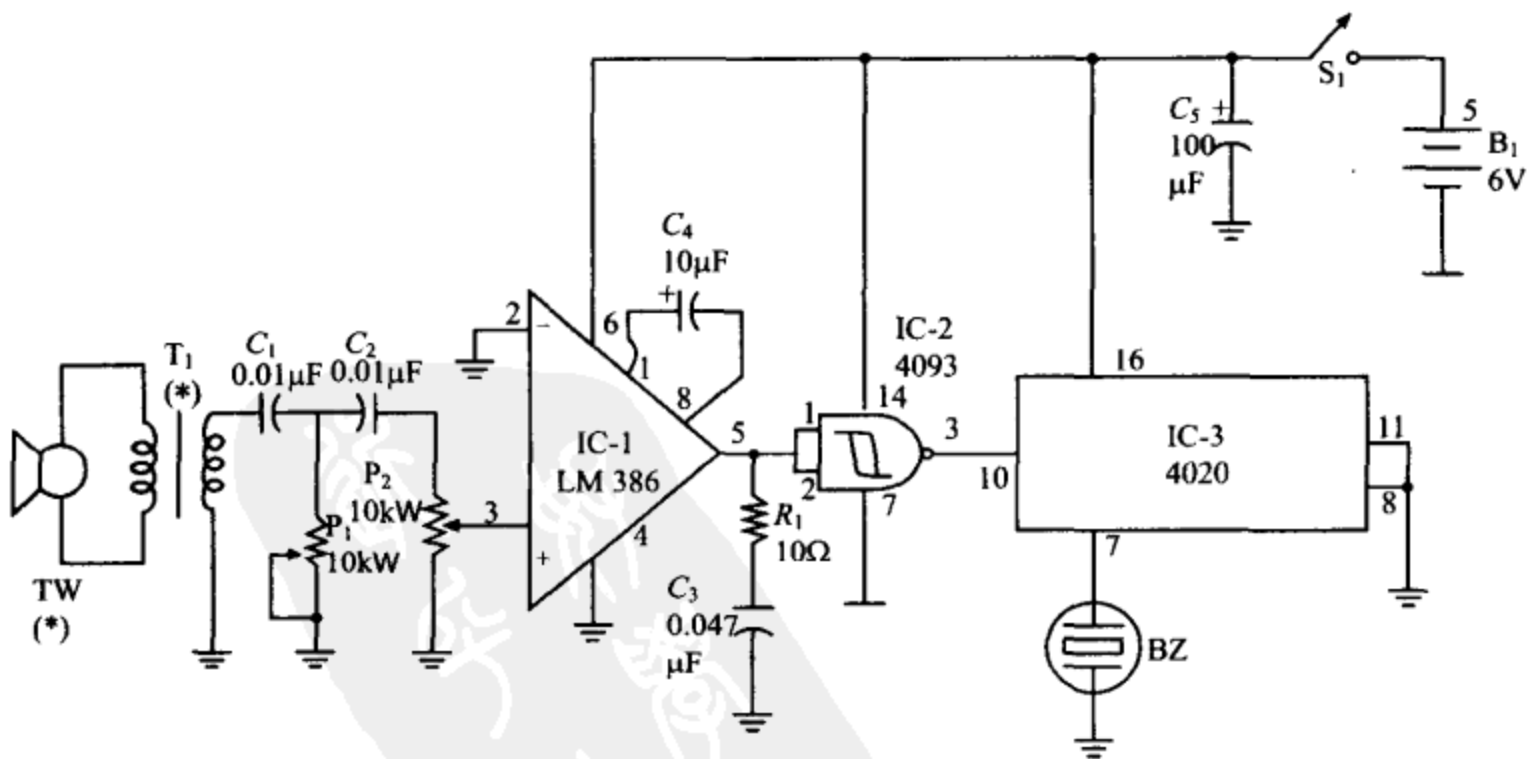 S₁
C₅ +
100
μF
5
B₁
6V
C₄
10μF
+
2
−
6
1
8
IC-2
4093
T₁
(*)
C₁
0.01μF
C₂
0.01μF
IC-1
LM 386
5
1
2
14
7
3
10
16
IC-3
4020
11
8
7
P₂
10kW
3
+
4
P₁
10kW
R₁
10Ω
TW
(*)
C₃
0.047
μF
BZ